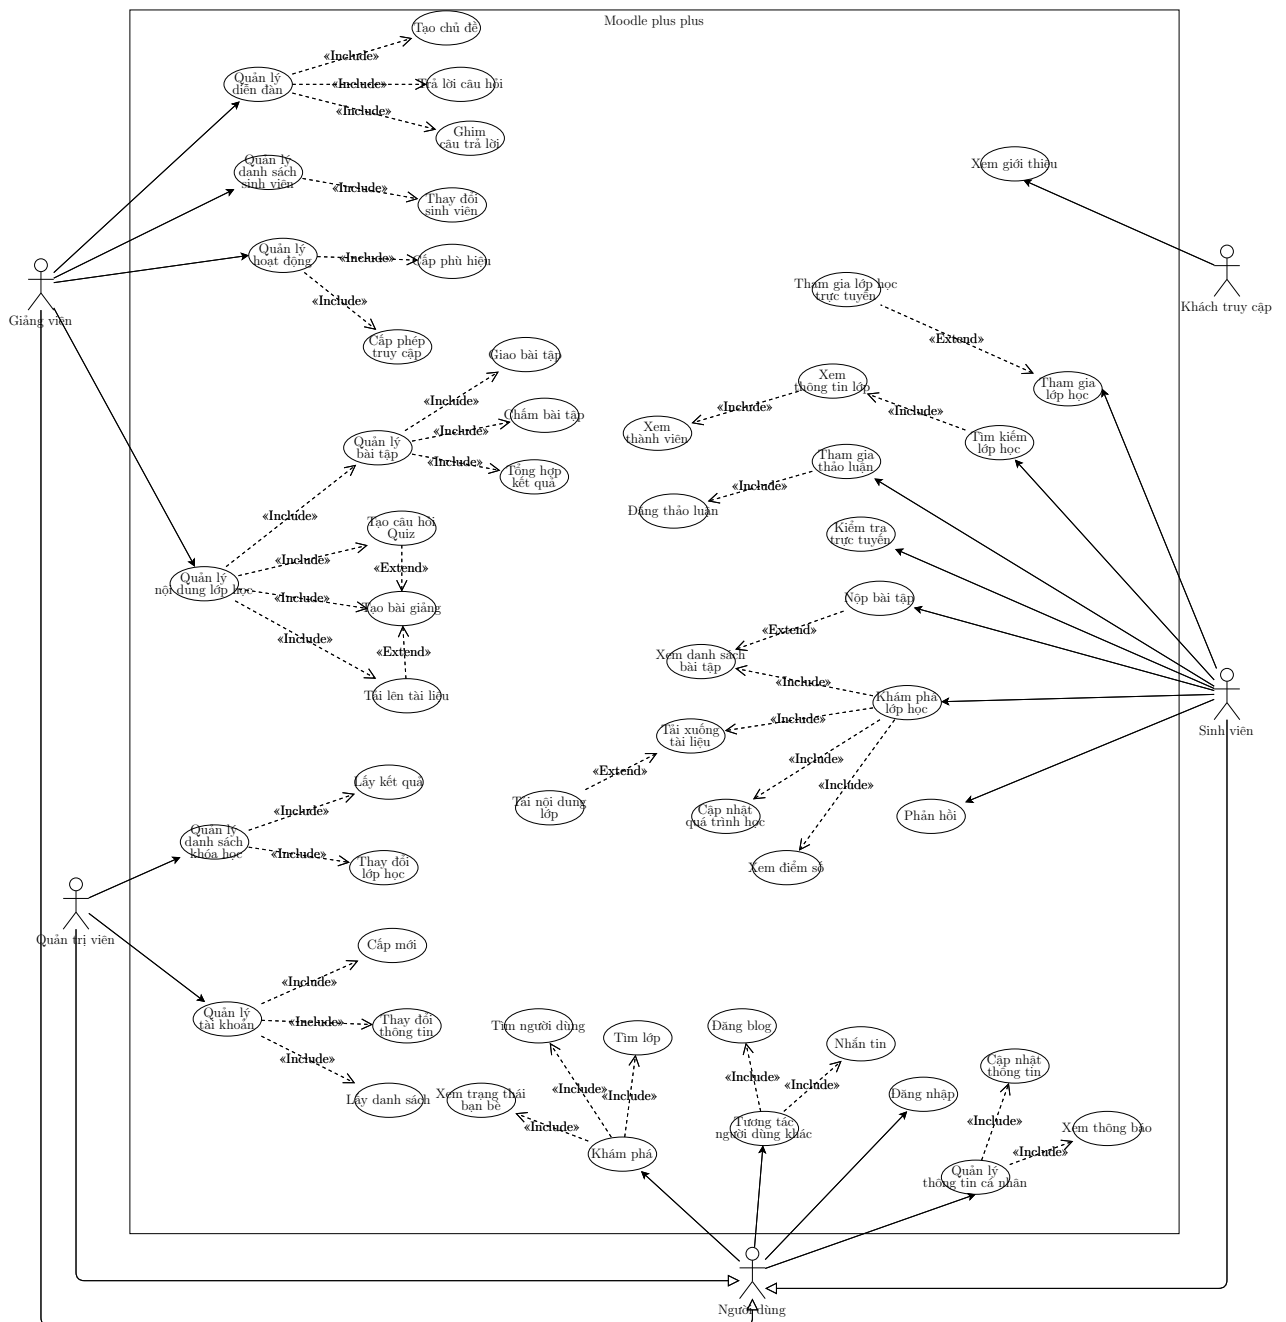 Moodle plus plus
Tạo chủ đề
«Include»
Quản lý
diễn đàn
«Include»
Trả lời câu hỏi
«Include»
Ghim
câu trả lời
Quản lý
danh sách
sinh viên
«Include»
Thay đổi
sinh viên
Xem giới thiệu
Quản lý
hoạt động
«Include»
Cấp phù hiệu
«Include»
Cấp phép
truy cập
Giảng viên
Khách truy cập
Tham gia lớp học
trực tuyến
«Extend»
Tham gia
lớp học
Giao bài tập
«Include»
Chấm bài tập
«Include»
Quản lý
bài tập
«Include»
Tổng hợp
kết quả
Xem
thông tin lớp
«Include»
Xem
thành viên
«Include»
Tìm kiếm
lớp học
Tham gia
thảo luận
«Include»
Đăng thảo luận
Kiểm tra
trực tuyến
«Include»
Tạo câu hỏi
Quiz
«Include»
«Extend»
Quản lý
nội dung lớp học
«Include»
Tạo bài giảng
«Include»
«Extend»
Tải lên tài liệu
Nộp bài tập
«Extend»
Xem danh sách
bài tập
«Include»
Khám phá
lớp học
Sinh viên
«Include»
Tải xuống
tài liệu
«Extend»
Tải nội dung
lớp
«Include»
«Include»
Cập nhật
quá trình học
Phản hồi
Xem điểm số
Lấy kết quả
«Include»
Quản lý
danh sách
khóa học
«Include»
Thay đổi
lớp học
Quản trị viên
Cấp mới
«Include»
Quản lý
tài khoản
«Include»
Thay đổi
thông tin
«Include»
Lấy danh sách
Tìm người dùng
Tìm lớp
«Include»
«Include»
Xem trạng thái
bạn bè
«Include»
Khám phá
Đăng blog
Nhắn tin
«Include»
«Include»
Tương tác
người dùng khác
Đăng nhập
Cập nhật
thông tin
«Include»
Xem thông báo
«Include»
Quản lý
thông tin cá nhân
Người dùng